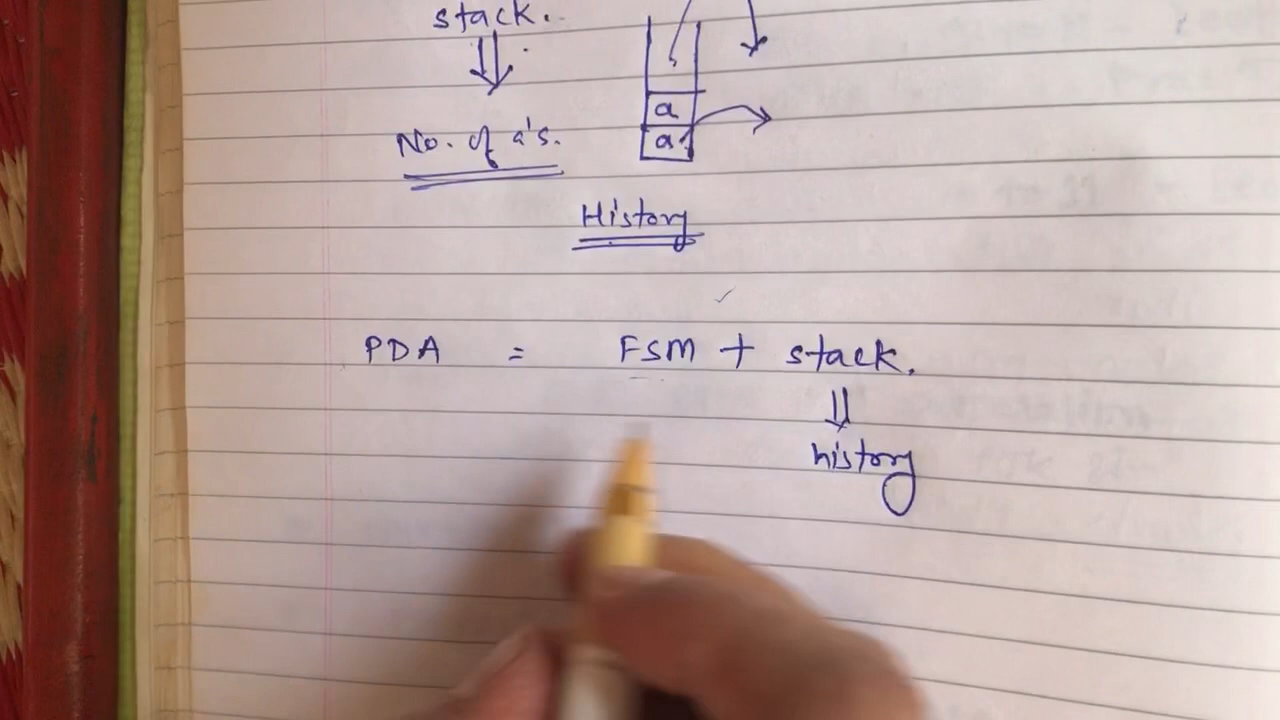 stack.
a
No. of a's.
a
History
PDA = FSM + stack.
history